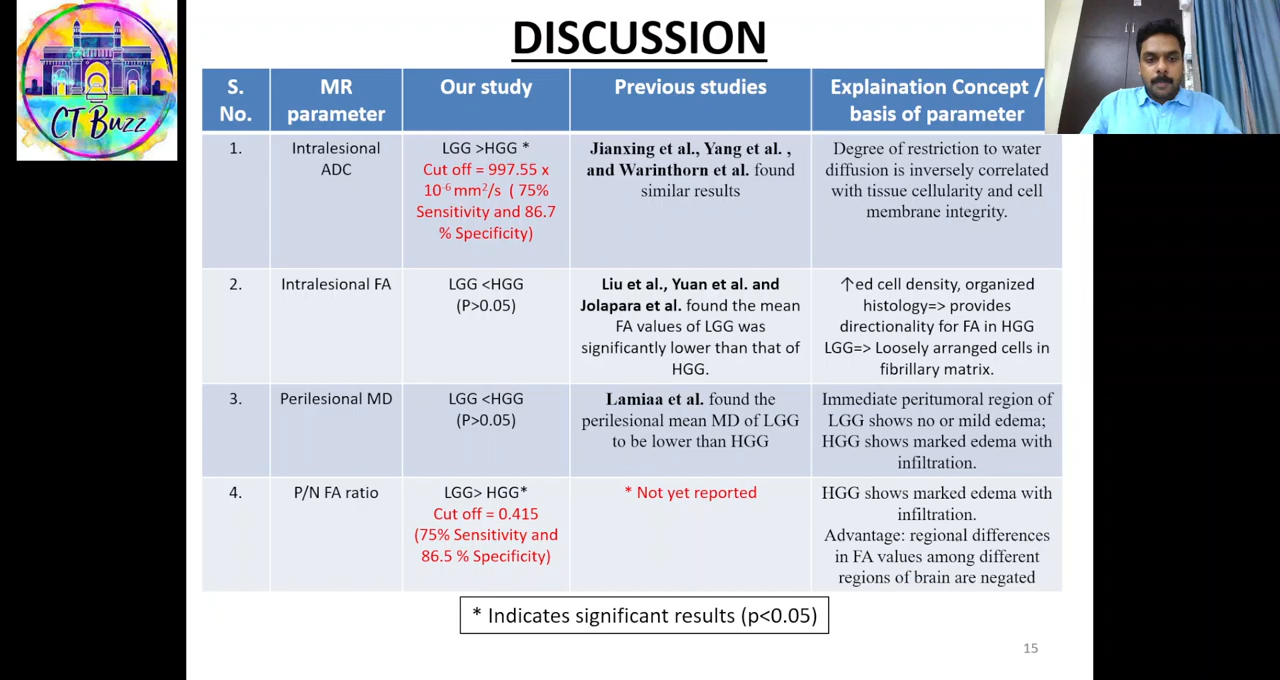 DISCUSSION
CT Buzz
S.
No.
MR
parameter
Our study
Previous studies
Explaination Concept /
basis of parameter
1.
Intralesional
ADC
LGG >HGG *
Cut off = 997.55 x
10⁻⁶ mm²/s ( 75%
Sensitivity and 86.7
% Specificity)
Jianxing et al., Yang et al. ,
and Warinthorn et al. found
similar results
Degree of restriction to water
diffusion is inversely correlated
with tissue cellularity and cell
membrane integrity.
2.
Intralesional FA
LGG <HGG
(P>0.05)
Liu et al., Yuan et al. and
Jolapara et al. found the mean
FA values of LGG was
significantly lower than that of
HGG.
↑ed cell density, organized
histology=> provides
directionality for FA in HGG
LGG=> Loosely arranged cells in
fibrillary matrix.
3.
Perilesional MD
LGG <HGG
(P>0.05)
Lamiaa et al. found the
perilesional mean MD of LGG
to be lower than HGG
Immediate peritumoral region of
LGG shows no or mild edema;
HGG shows marked edema with
infiltration.
4.
P/N FA ratio
LGG> HGG*
Cut off = 0.415
(75% Sensitivity and
86.5 % Specificity)
* Not yet reported
HGG shows marked edema with
infiltration.
Advantage: regional differences
in FA values among different
regions of brain are negated
* Indicates significant results (p<0.05)
15